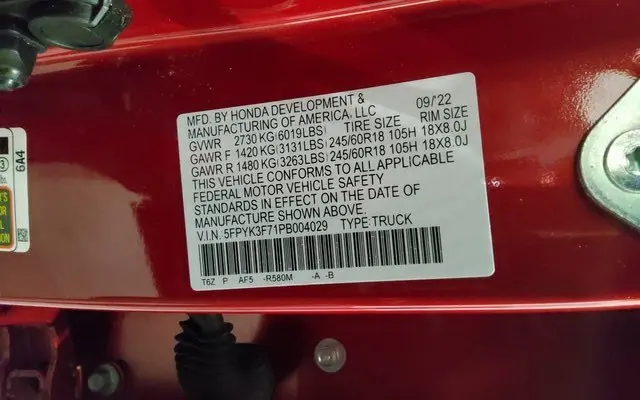 MFD. BY HONDA DEVELOPMENT &
MANUFACTURING OF AMERICA, LLC 09/'22
GVWR 2730 KG(6019LBS) TIRE SIZE RIM SIZE
GAWR F 1420 KG(3131LBS) 245/60R18 105H 18X8.0J
GAWR R 1480 KG(3263LBS) 245/60R18 105H 18X8.0J
THIS VEHICLE CONFORMS TO ALL APPLICABLE
FEDERAL MOTOR VEHICLE SAFETY
STANDARDS IN EFFECT ON THE DATE OF
MANUFACTURE SHOWN ABOVE.
V.I.N. 5FPYK3F71PB004029 TYPE:TRUCK
T6Z P AF5 -R580M -A -B
6A4